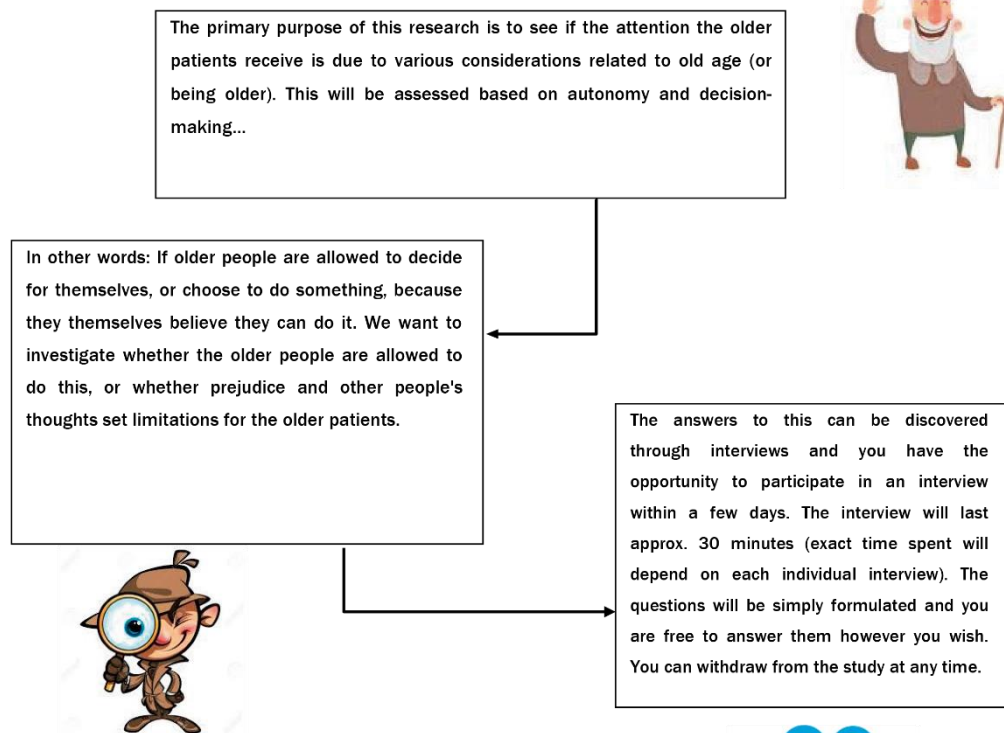 The primary purpose of this research is to see if the attention the older
patients receive is due to various considerations related to old age (or
being older). This will be assessed based on autonomy and decision-
making...
In other words: If older people are allowed to decide
for themselves, or choose to do something, because
they themselves believe they can do it. We want to
investigate whether the older people are allowed to
do this, or whether prejudice and other people's
thoughts set limitations for the older patients.
The answers to this can be discovered
through interviews and you have the
opportunity to participate in an interview
within a few days. The interview will last
approx. 30 minutes (exact time spent will
depend on each individual interview). The
questions will be simply formulated and you
are free to answer them however you wish.
You can withdraw from the study at any time.